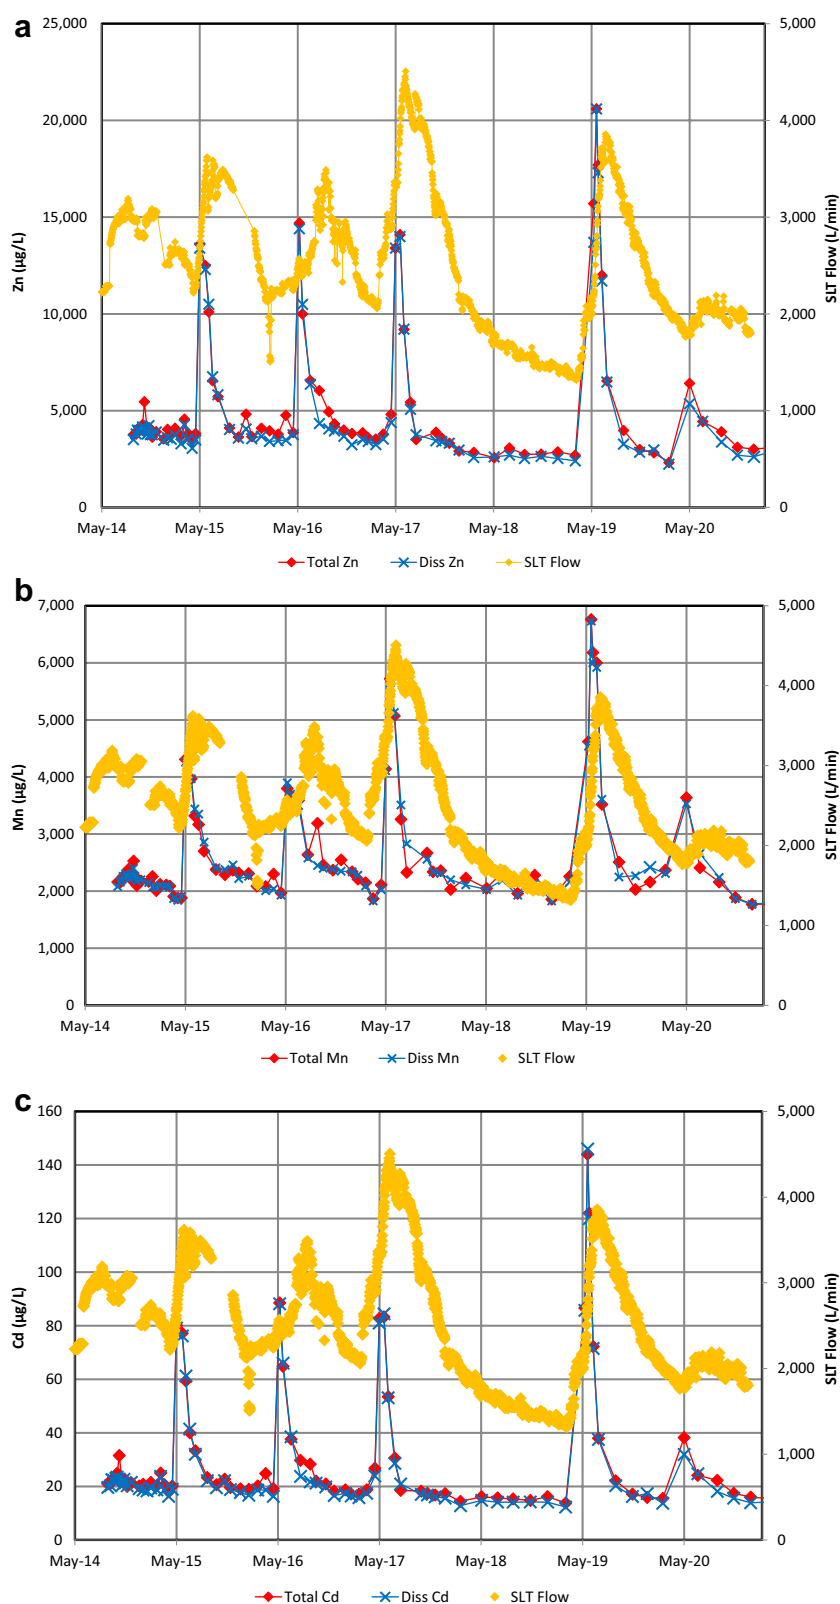 a
25,000
20,000
15,000
10,000
5,000
0
Zn (µg/L)
5,000
4,000
3,000
2,000
1,000
0
SLT Flow (L/min)
May-14 May-15 May-16 May-17 May-18 May-19 May-20
Total Zn Diss Zn SLT Flow
b
7,000
6,000
5,000
4,000
3,000
2,000
1,000
0
Mn (µg/L)
5,000
4,000
3,000
2,000
1,000
0
SLT Flow (L/min)
May-14 May-15 May-16 May-17 May-18 May-19 May-20
Total Mn Diss Mn SLT Flow
c
160
140
120
100
80
60
40
20
0
Cd (µg/L)
5,000
4,000
3,000
2,000
1,000
0
SLT Flow (L/min)
May-14 May-15 May-16 May-17 May-18 May-19 May-20
Total Cd Diss Cd SLT Flow